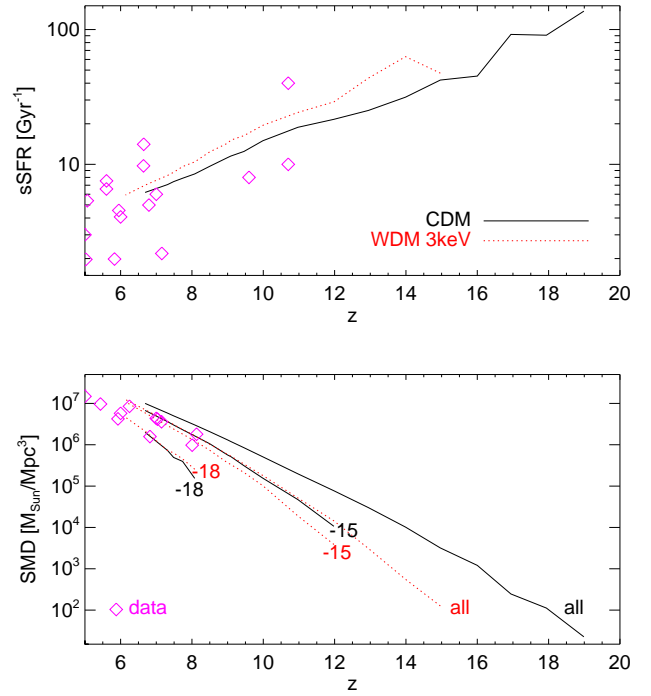 100
10
sSFR [Gyr⁻¹]
CDM
WDM 3keV
6 8 10 12 14 16 18 20
z
10⁷
10⁶
10⁵
10⁴
10³
10²
SMD [M_Sun/Mpc³]
-18
-18
-15
-15
data
all
all
6 8 10 12 14 16 18 20
z